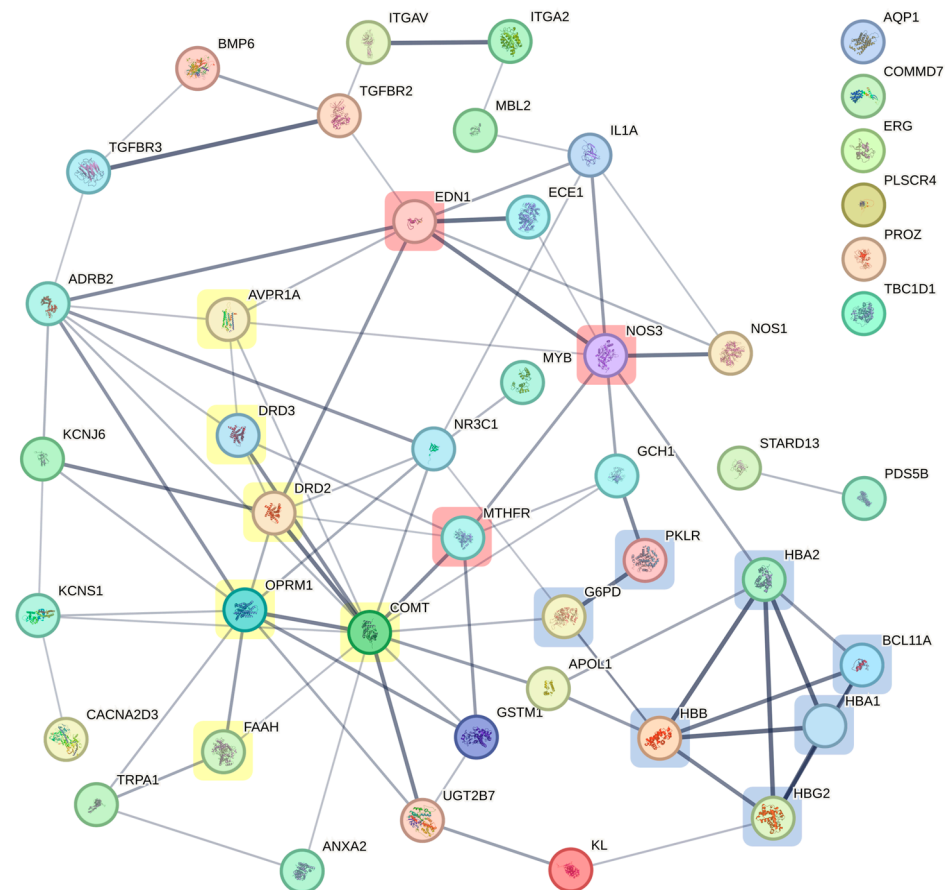 ITGAV
ITGA2
AQP1
BMP6
COMMD7
TGFBR2
MBL2
ERG
TGFBR3
IL1A
PLSCR4
EDN1
ECE1
PROZ
ADRB2
AVPR1A
TBC1D1
NOS3
NOS1
MYB
DRD3
NR3C1
KCNJ6
GCH1
STARD13
DRD2
PDS5B
MTHFR
PKLR
HBA2
OPRM1
G6PD
KCNS1
COMT
BCL11A
APOL1
HBA1
HBB
CACNA2D3
GSTM1
FAAH
TRPA1
UGT2B7
HBG2
ANXA2
KL